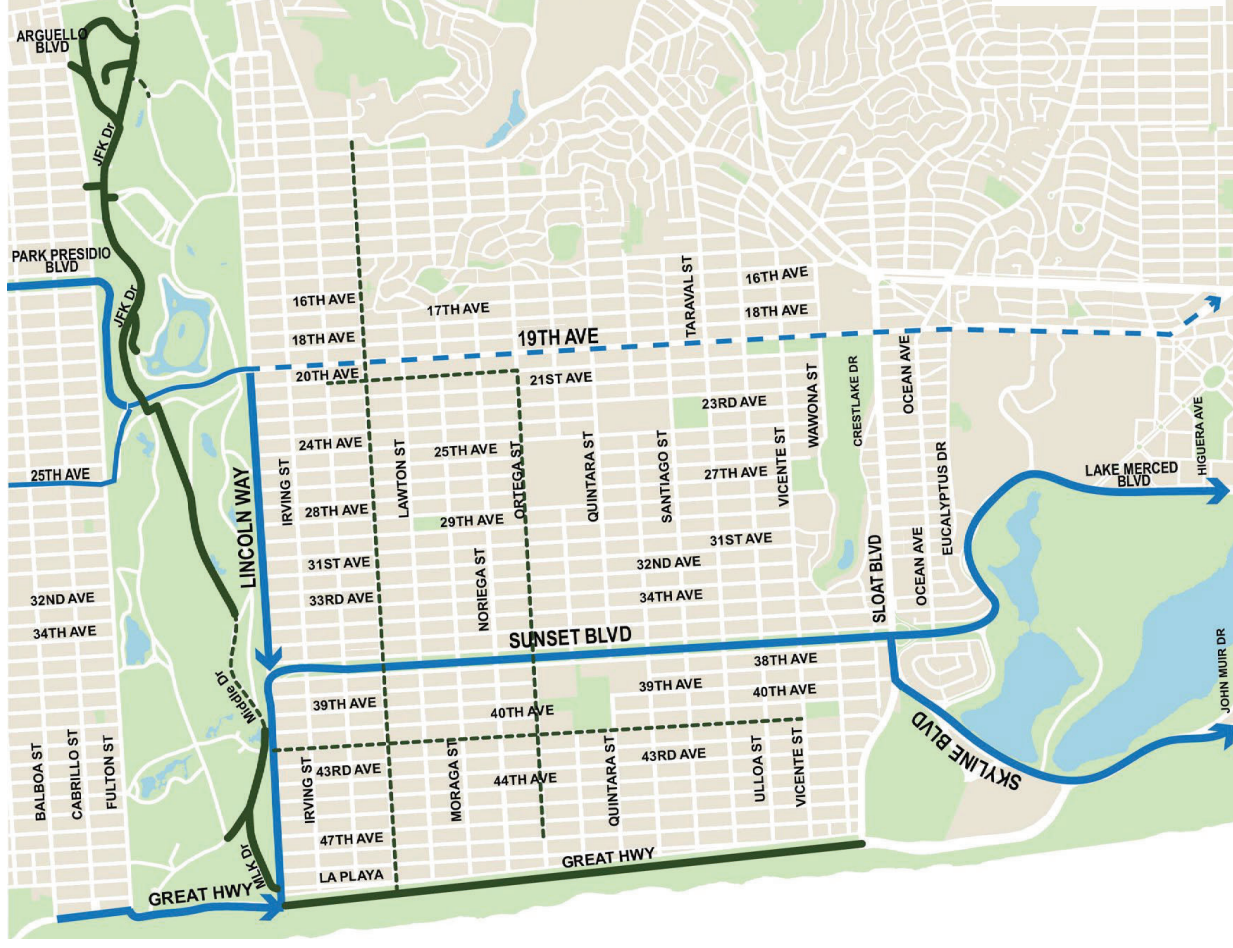 ARGUELLO
BLVD
JFK Dr
PARK PRESIDIO
BLVD
JFK Dr
16TH AVE
17TH AVE
TARAVAL ST
16TH AVE
18TH AVE
18TH AVE
19TH AVE
20TH AVE
21ST AVE
23RD AVE
WAWONA ST
CRESTLAKE DR
OCEAN AVE
HIGUERA AVE
25TH AVE
LINCOLN WAY
IRVING ST
24TH AVE
LAWTON ST
25TH AVE
ORTEGA ST
QUINTARA ST
SANTIAGO ST
27TH AVE
VICENTE ST
EUCALYPTUS DR
LAKE MERCED
BLVD
28TH AVE
29TH AVE
31ST AVE
31ST AVE
32ND AVE
NORIEGA ST
33RD AVE
34TH AVE
SLOAT BLVD
OCEAN AVE
32ND AVE
34TH AVE
SUNSET BLVD
38TH AVE
Middle Dr
39TH AVE
40TH AVE
39TH AVE
40TH AVE
SKYLINE BLVD
JOHN MUIR DR
BALBOA ST
CABRILLO ST
FULTON ST
IRVING ST
43RD AVE
MORAGA ST
44TH AVE
QUINTARA ST
43RD AVE
ULLOA ST
VICENTE ST
47TH AVE
MLK Dr
LA PLAYA
GREAT HWY
GREAT HWY